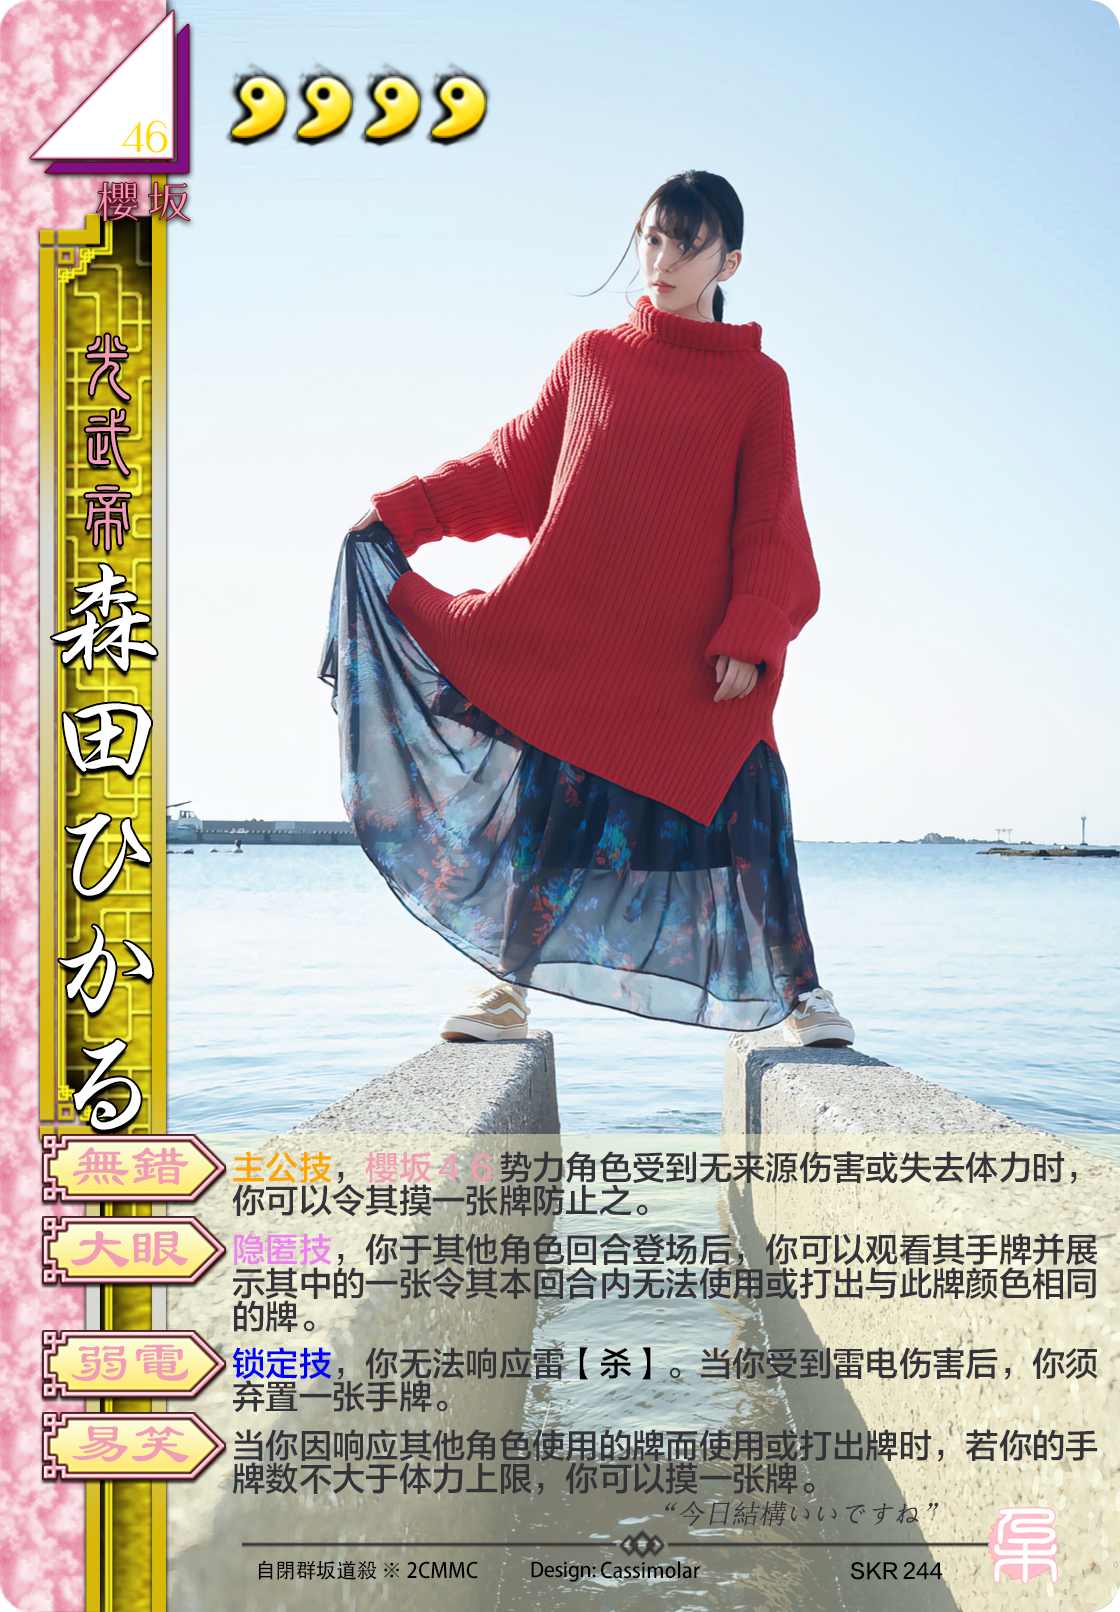 46
櫻坂
光武帝
森田ひかる
無錯
主公技，櫻坂４６势力角色受到无来源伤害或失去体力时，
你可以令其摸一张牌防止之。
大眼
隐匿技，你于其他角色回合登场后，你可以观看其手牌并展
示其中的一张令其本回合内无法使用或打出与此牌颜色相同
的牌。
弱電
锁定技，你无法响应雷【杀】。当你受到雷电伤害后，你须
弃置一张手牌。
易笑
当你因响应其他角色使用的牌而使用或打出牌时，若你的手
牌数不大于体力上限，你可以摸一张牌。
“今日結構いいですね”
自閉群坂道殺 ※ 2CMMC
Design: Cassimolar
SKR 244